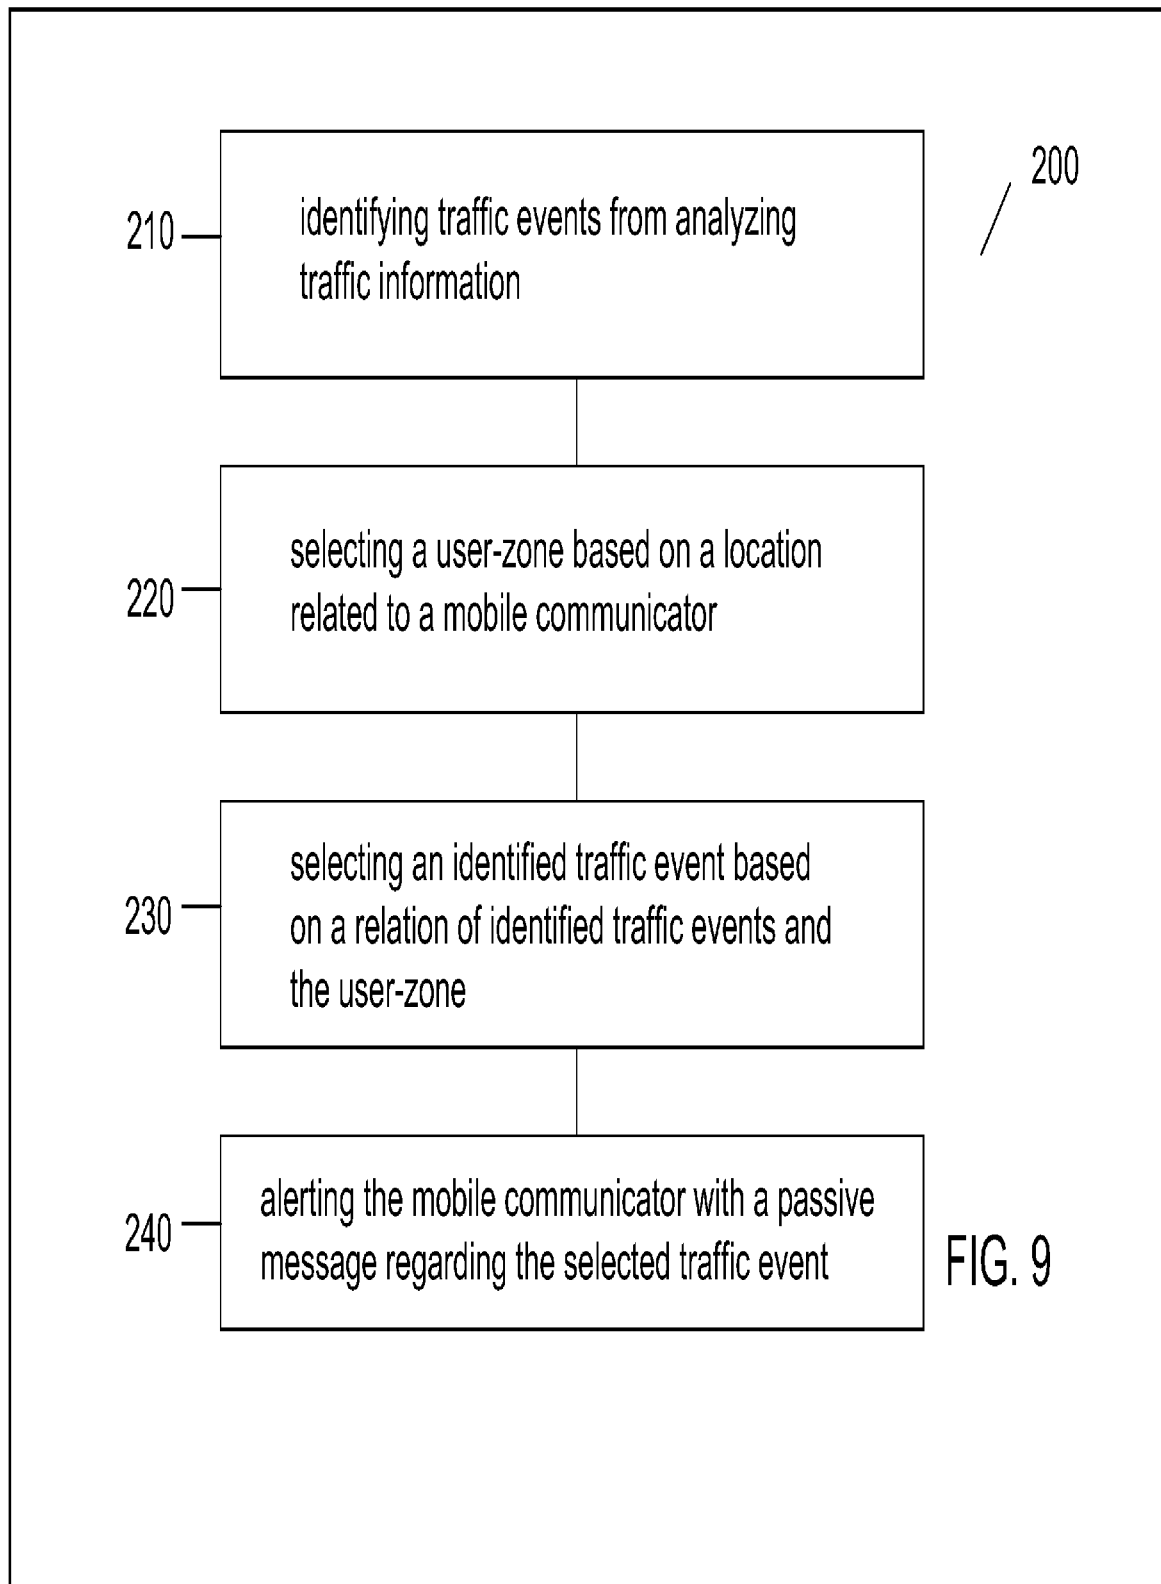 200
210
identifying traffic events from analyzing
traffic information
220
selecting a user-zone based on a location
related to a mobile communicator
230
selecting an identified traffic event based
on a relation of identified traffic events and
the user-zone
240
alerting the mobile communicator with a passive
message regarding the selected traffic event
FIG. 9